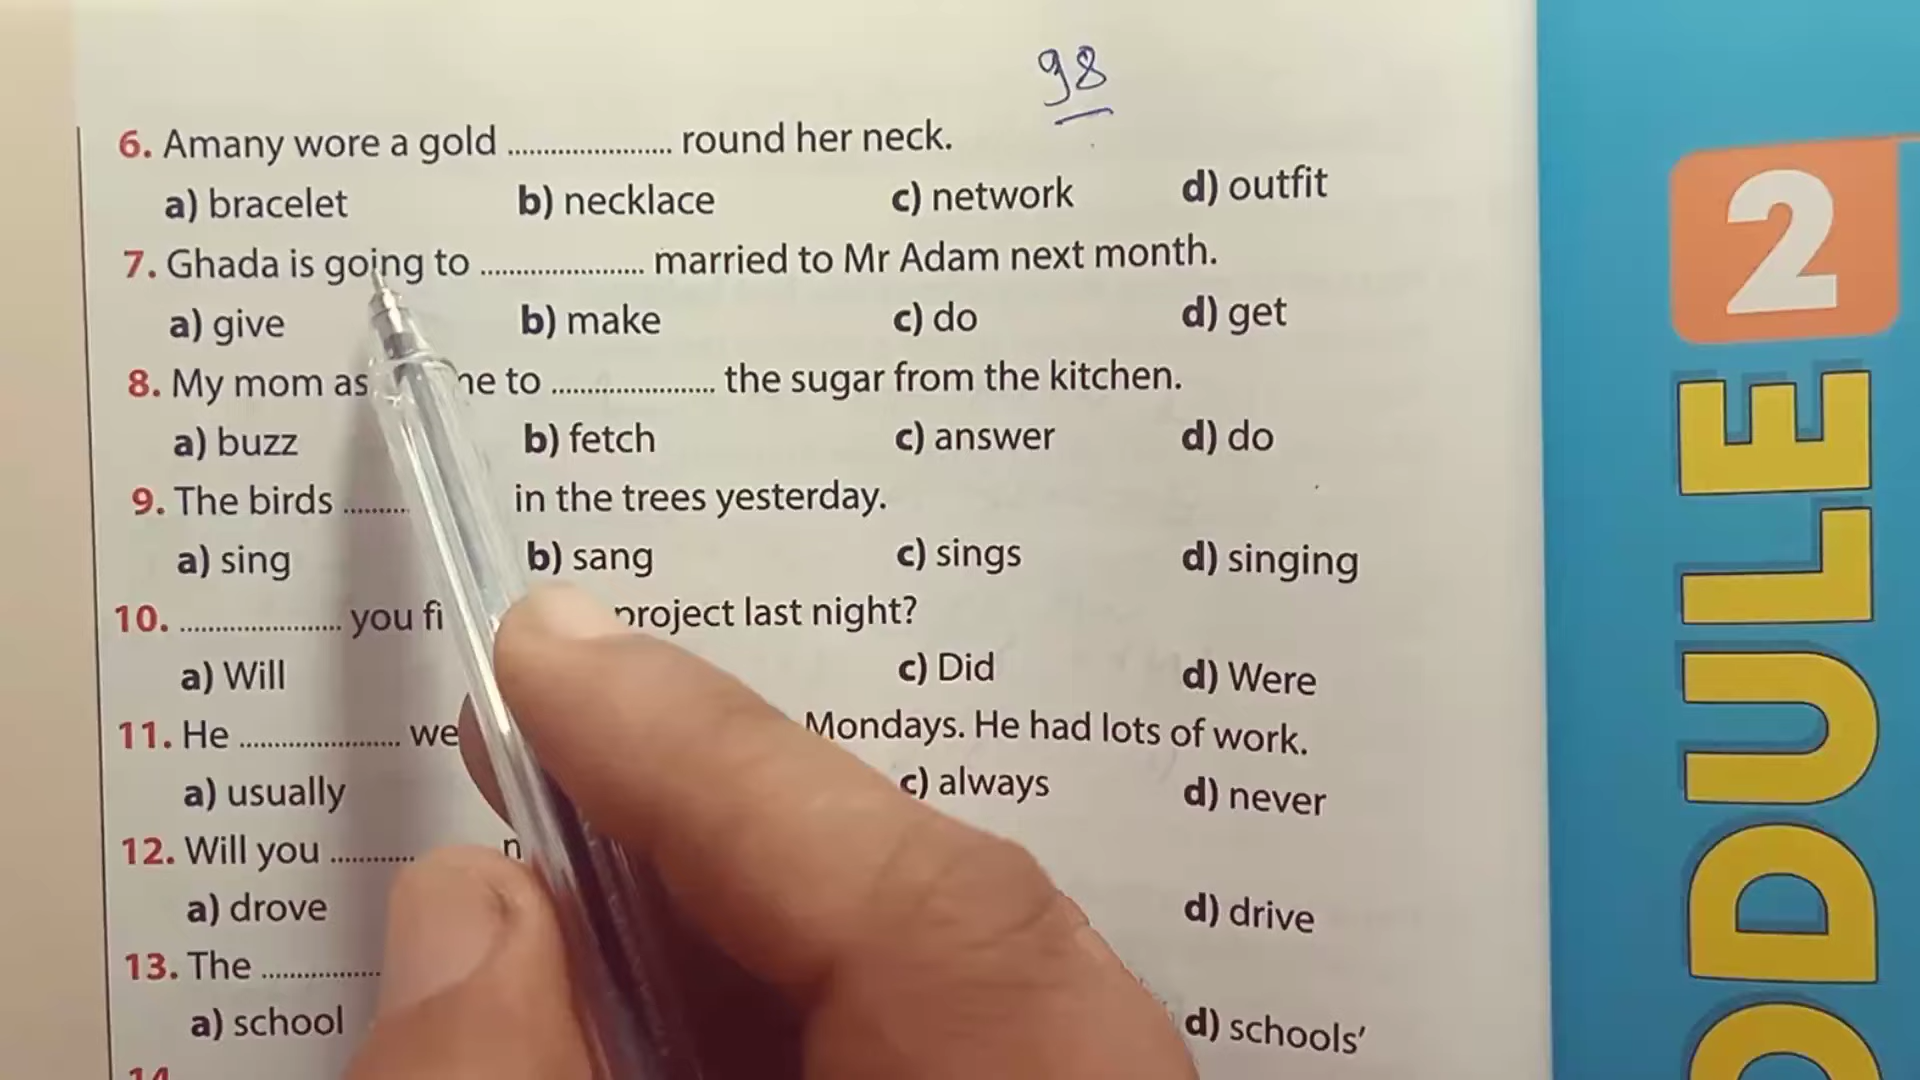 98
6. Amany wore a gold ...................... round her neck.
a) bracelet b) necklace c) network d) outfit
7. Ghada is going to ...................... married to Mr Adam next month.
a) give b) make c) do d) get
8. My mom as to ...................... the sugar from the kitchen.
a) buzz b) fetch c) answer d) do
9. The birds ......... in the trees yesterday.
a) sing b) sang c) sings d) singing
10. ...................... you project last night?
a) Will c) Did d) Were
11. He ...................... Mondays. He had lots of work.
a) usually c) always d) never
12. Will you ............
a) drove d) drive
13. The ................
a) school d) schools'
14
2